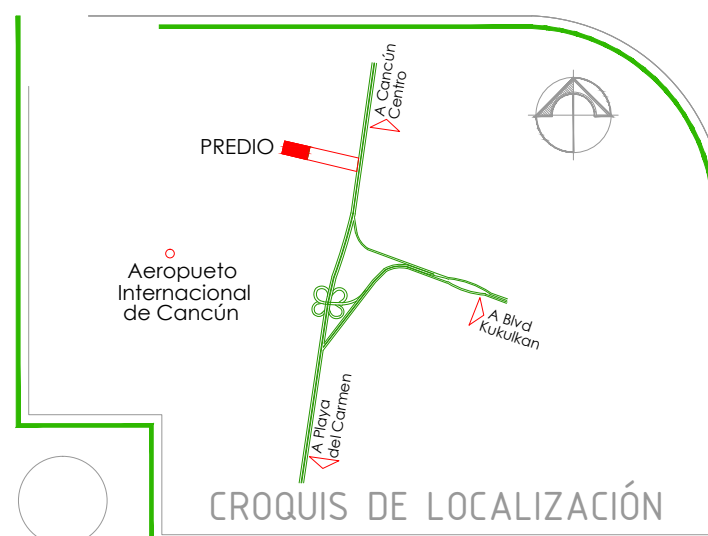 A Cancún
Centro
PREDIO
Aeropueto
Internacional
de Cancún
A Blvd
Kukulkan
A Playa
del Carmen
CROQUIS DE LOCALIZACIÓN